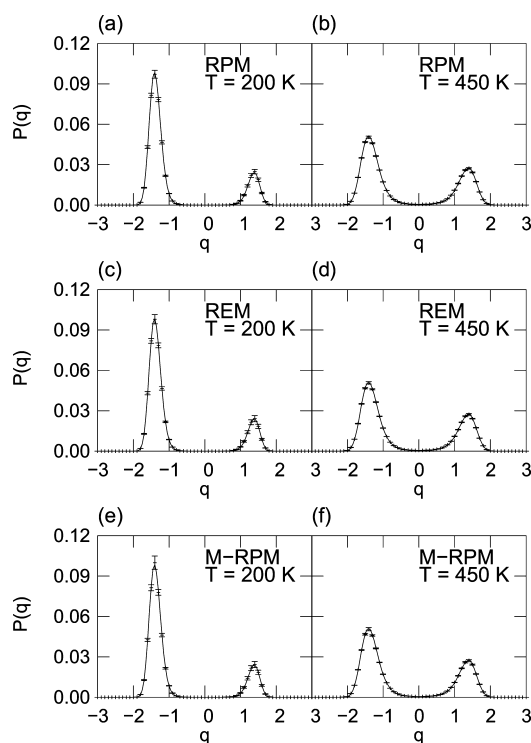 (a) (b)
0.12
RPM RPM
T = 200 K T = 450 K
0.09
P(q)
0.06
0.03
0.00
−3 −2 −1 0 1 2 3 −2 −1 0 1 2 3
q q
(c) (d)
0.12
REM REM
T = 200 K T = 450 K
0.09
P(q)
0.06
0.03
0.00
−3 −2 −1 0 1 2 3 −2 −1 0 1 2 3
q q
(e) (f)
0.12
M−RPM M−RPM
T = 200 K T = 450 K
0.09
P(q)
0.06
0.03
0.00
−3 −2 −1 0 1 2 3 −2 −1 0 1 2 3
q q